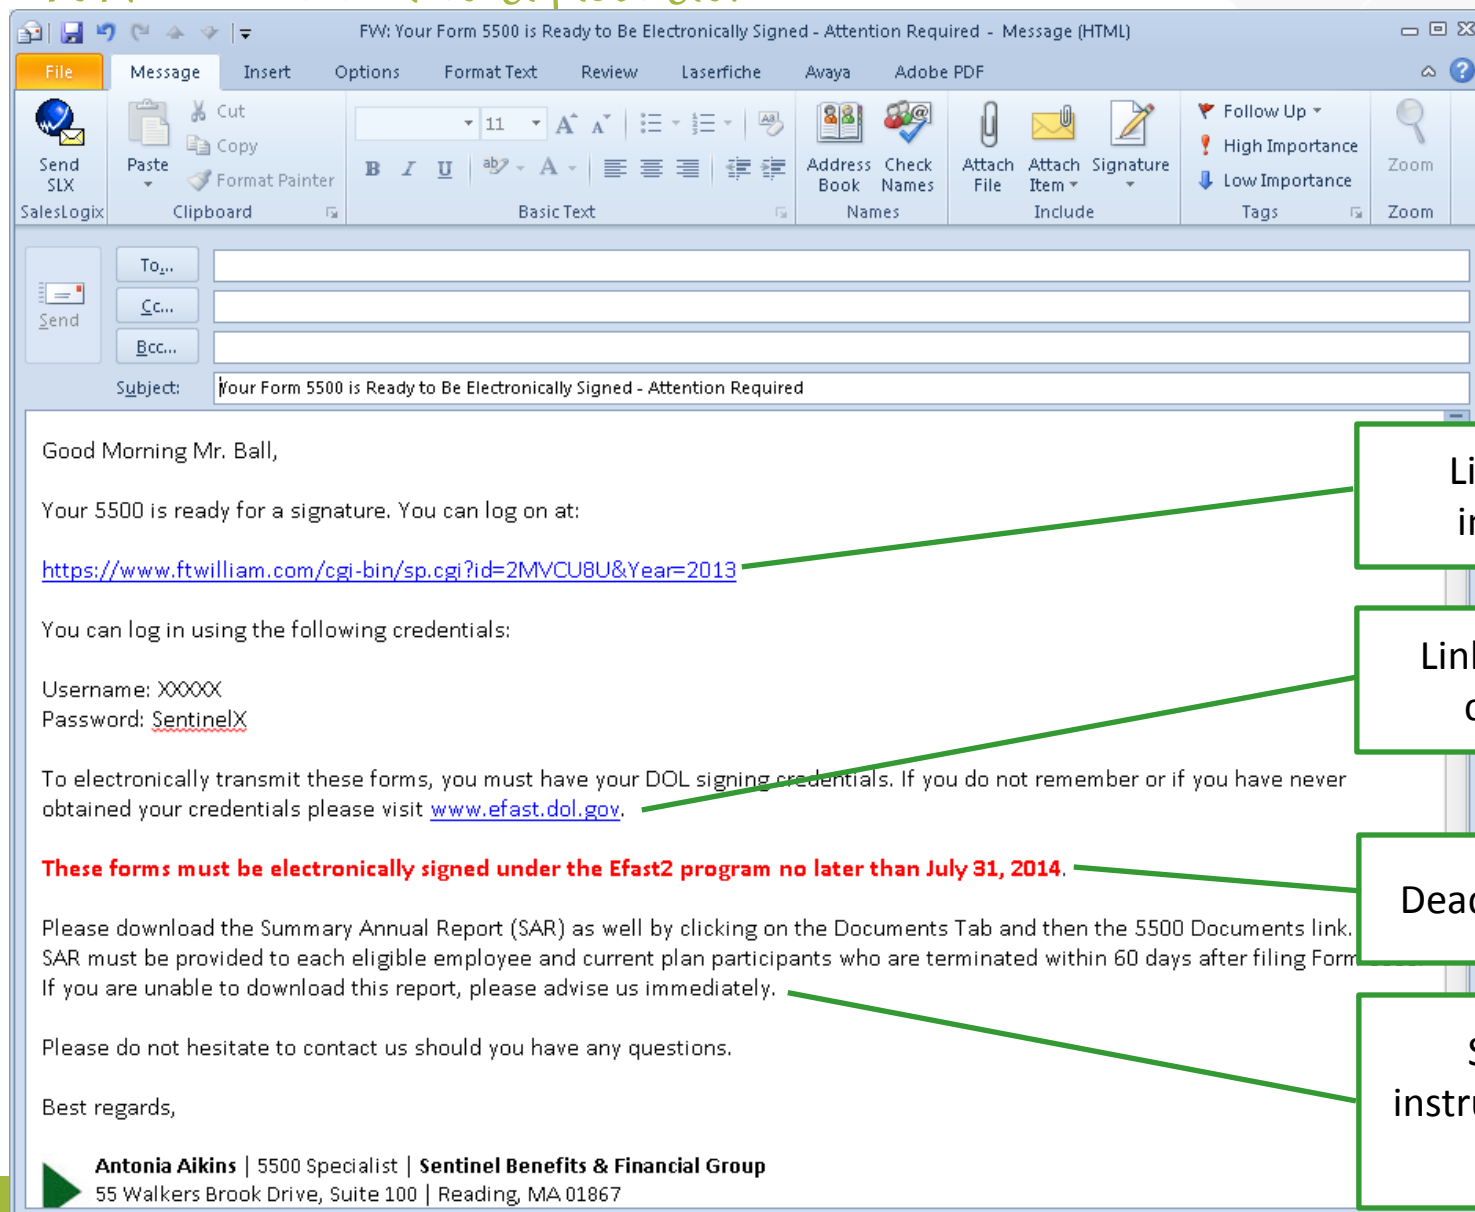 FW: Your Form 5500 is Ready to Be Electronically Signed - Attention Required - Message (HTML)
File Message Insert Options Format Text Review Laserfiche Avaya Adobe PDF
Send SLX
SalesLogix
Paste
Cut
Copy
Format Painter
Clipboard
11
Basic Text
Address Book
Check Names
Names
Attach File
Attach Item
Signature
Include
Follow Up
High Importance
Low Importance
Tags
Zoom
Zoom
Send
To...
Cc...
Bcc...
Subject: Your Form 5500 is Ready to Be Electronically Signed - Attention Required
Good Morning Mr. Ball,
Your 5500 is ready for a signature. You can log on at:
https://www.ftwilliam.com/cgi-bin/sp.cgi?id=2MVCU8U&Year=2013
You can log in using the following credentials:
Username: XXXXX
Password: SentinelX
To electronically transmit these forms, you must have your DOL signing credentials. If you do not remember or if you have never
obtained your credentials please visit www.efast.dol.gov.
These forms must be electronically signed under the Efast2 program no later than July 31, 2014.
Please download the Summary Annual Report (SAR) as well by clicking on the Documents Tab and then the 5500 Documents link.
SAR must be provided to each eligible employee and current plan participants who are terminated within 60 days after filing Form
If you are unable to download this report, please advise us immediately.
Please do not hesitate to contact us should you have any questions.
Best regards,
Antonia Aikins | 5500 Specialist | Sentinel Benefits & Financial Group
55 Walkers Brook Drive, Suite 100 | Reading, MA 01867